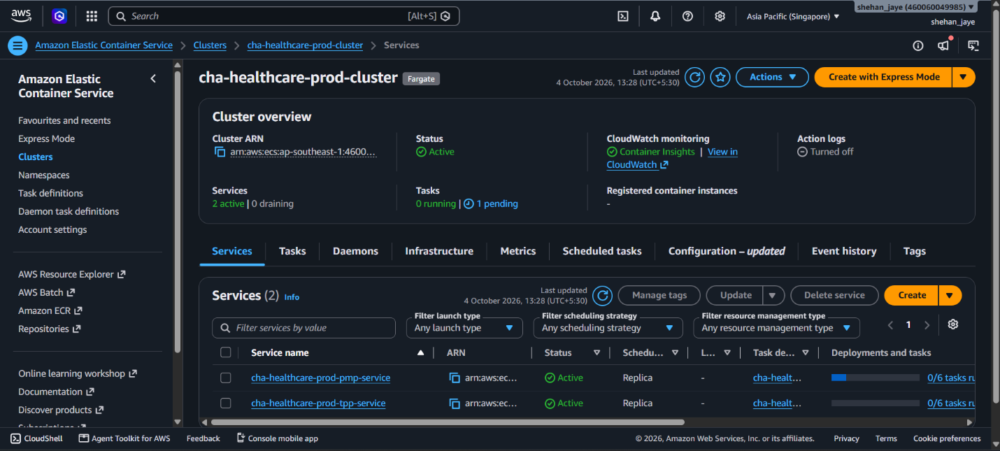 aws
Search [Alt+S]
Asia Pacific (Singapore)
shehan_jaye (460060049985)
shehan_jaye
Amazon Elastic Container Service
Clusters
cha-healthcare-prod-cluster
Services
Amazon Elastic
Container Service
Favourites and recents
Express Mode
Clusters
Namespaces
Task definitions
Daemon task definitions
Account settings
AWS Resource Explorer
AWS Batch
Amazon ECR
Repositories
Online learning workshop
Documentation
Discover products
Subscriptions
cha-healthcare-prod-cluster Fargate
Last updated
4 October 2026, 13:28 (UTC+5:30)
Actions
Create with Express Mode
Cluster overview
Cluster ARN
arn:aws:ecs:ap-southeast-1:4600...
Status
Active
CloudWatch monitoring
Container Insights | View in
CloudWatch
Action logs
Turned off
Services
2 active | 0 draining
Tasks
0 running | 1 pending
Registered container instances
-
Services Tasks Daemons Infrastructure Metrics Scheduled tasks Configuration – updated Event history Tags
Services (2) Info
Last updated
4 October 2026, 13:28 (UTC+5:30)
Manage tags
Update
Delete service
Create
Filter services by value
Filter launch type
Any launch type
Filter scheduling strategy
Any scheduling strategy
Filter resource management type
Any resource management type
1
Service name ARN Status Schedu... L... Task de... Deployments and tasks
cha-healthcare-prod-pmp-service arn:aws:ec... Active Replica - cha-healt... 0/6 tasks ru
cha-healthcare-prod-tpp-service arn:aws:ec... Active Replica - cha-healt... 0/6 tasks ru
CloudShell Agent Toolkit for AWS Feedback Console mobile app
© 2026, Amazon Web Services, Inc. or its affiliates. Privacy Terms Cookie preferences